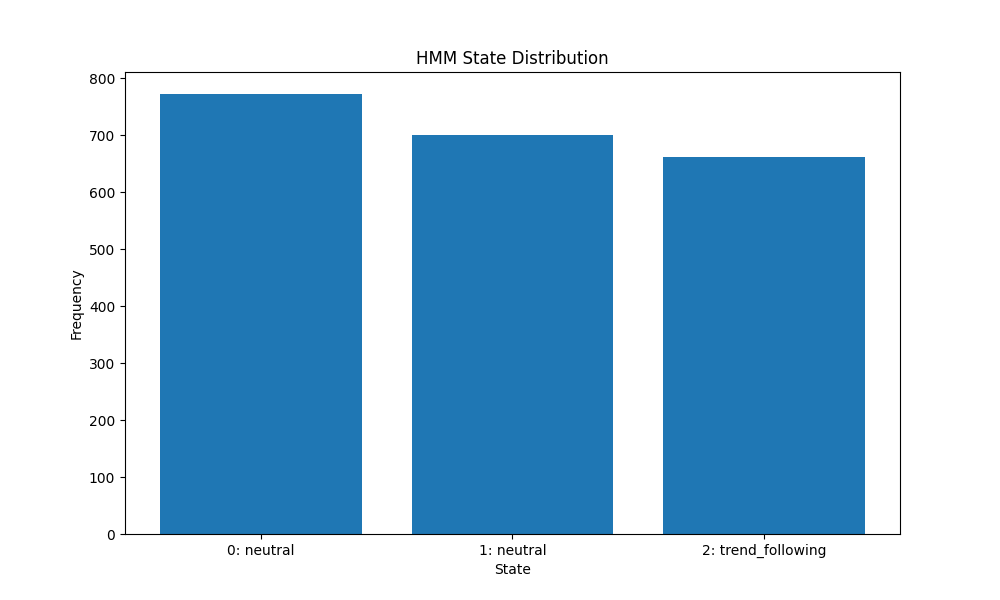 HMM State Distribution
800
700
600
500
400
300
200
100
0
Frequency
0: neutral
1: neutral
2: trend_following
State